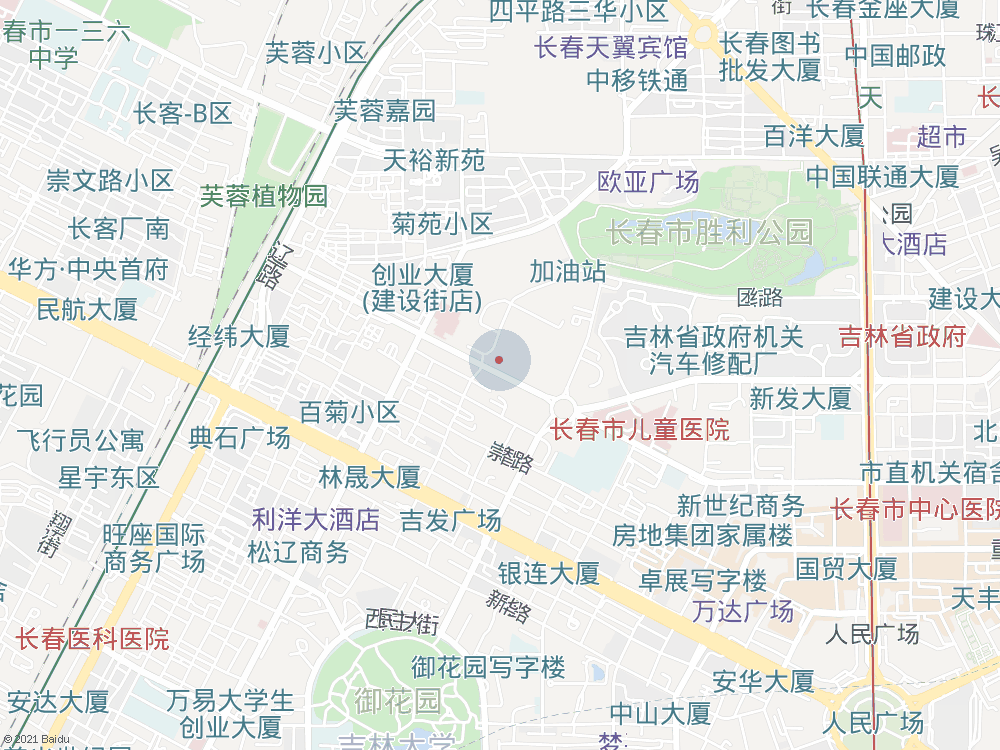 四平路三华小区
长春金座大厦
街
春市一三六
中学
芙蓉小区
长春天翼宾馆
长春图书
批发大厦
中国邮政
中移铁通
长客-B区
芙蓉嘉园
天
百洋大厦
超市
天裕新苑
崇文路小区
芙蓉植物园
欧亚广场
中国联通大厦
长客厂南
菊苑小区
长春市胜利公园
公园
大酒店
华方·中央首府
创业大厦
(建设街店)
加油站
民航大厦
团结路
建设大
经纬大厦
吉林省政府机关
汽车修配厂
吉林省政府
花园
百菊小区
新发大厦
飞行员公寓
典石广场
长春市儿童医院
北
星宇东区
林晟大厦
崇智路
市直机关宿舍
利洋大酒店
吉发广场
新世纪商务
长春市中心医院
旺座国际
商务广场
松辽商务
房地集团家属楼
银连大厦
卓展写字楼
国贸大厦
万达广场
天丰
西民主大街
长春医科医院
人民广场
御花园写字楼
安达大厦
万易大学生
创业大厦
御花园
安华大厦
中山大厦
人民广场
吉林大学
© 2021 Baidu